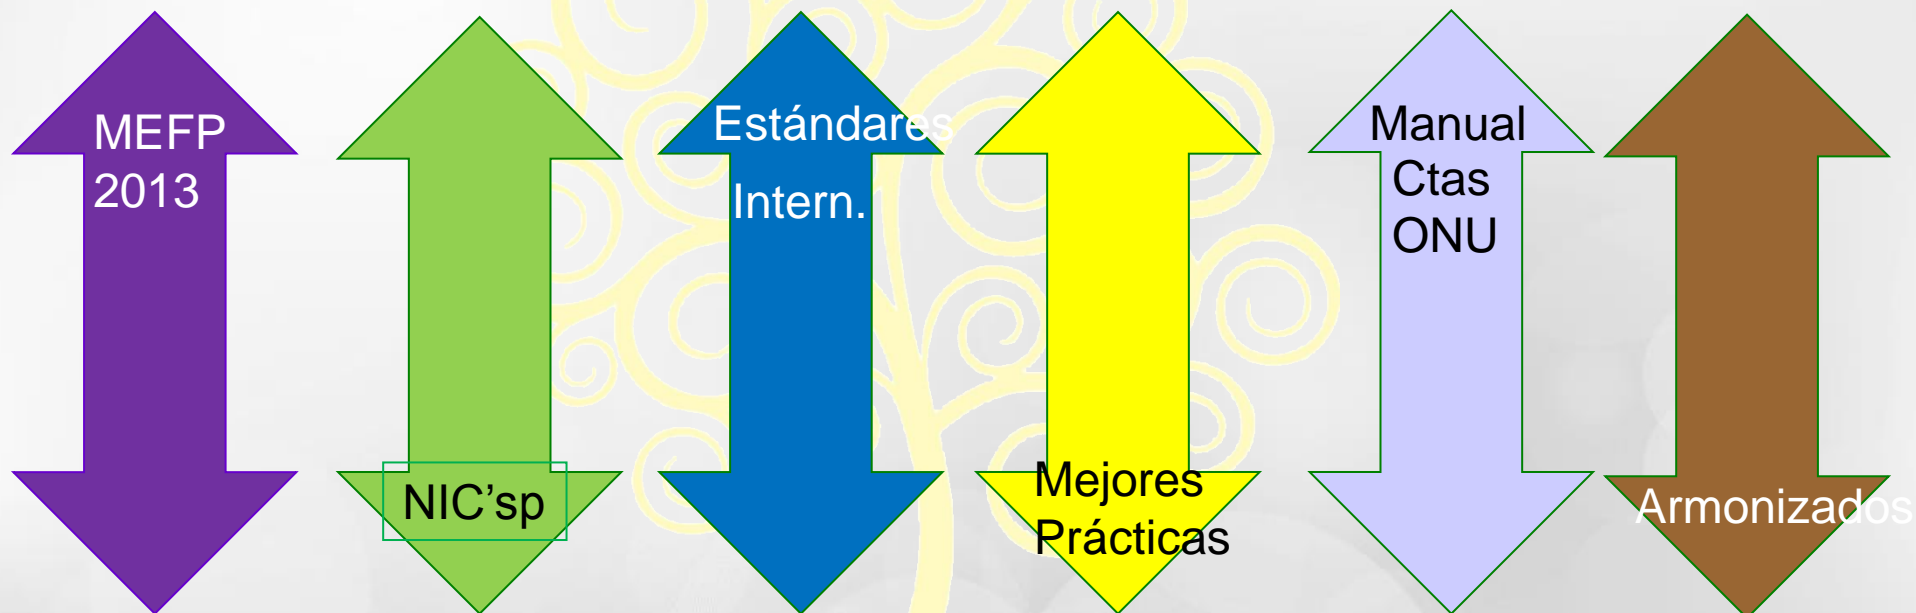 MEFP
2013
NIC’sp
Estándares
Intern.
Mejores
Prácticas
Manual
Ctas
ONU
Armonizados